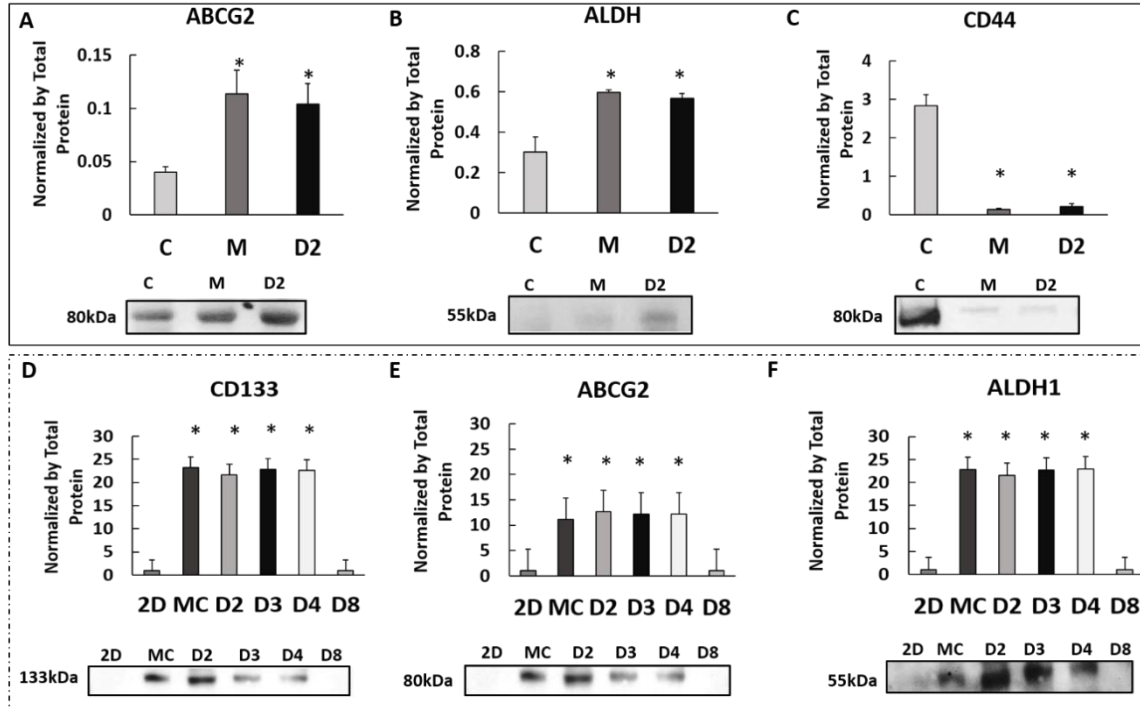 A
ABCG2
Normalized by Total
Protein
0.15
0.1
0.05
0
*
*
C M D2
C M D2
80kDa
B
ALDH
Normalized by Total
Protein
0.8
0.6
0.4
0.2
0
*
*
C M D2
C M D2
55kDa
C
CD44
Normalized by Total
Protein
4
3
2
1
0
*
*
C M D2
C M D2
80kDa
D
CD133
Normalized by Total
Protein
30
25
20
15
10
5
0
* * * *
2D MC D2 D3 D4 D8
2D MC D2 D3 D4 D8
133kDa
E
ABCG2
Normalized by Total
Protein
30
25
20
15
10
5
0
* * * *
2D MC D2 D3 D4 D8
2D MC D2 D3 D4 D8
80kDa
F
ALDH1
Normalized by Total
Protein
30
25
20
15
10
5
0
* * * *
2D MC D2 D3 D4 D8
2D MC D2 D3 D4 D8
55kDa